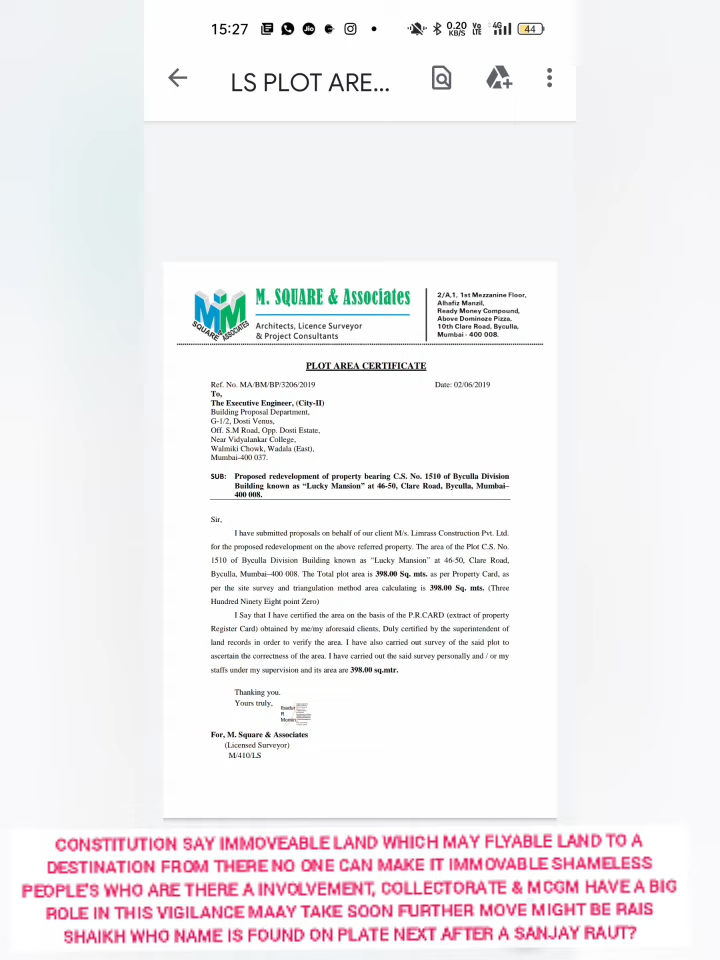 15:27
0.20 KB/S
Vo LTE
4G
44
LS PLOT ARE...
M. SQUARE & Associates
Architects, Licence Surveyor
& Project Consultants
SQUARE & ASSOCIATES
2/A,1, 1st Mezzanine Floor,
Alhafiz Manzil,
Ready Money Compound,
Above Dominoze Pizza,
10th Clare Road, Byculla,
Mumbai - 400 008.
PLOT AREA CERTIFICATE
Ref. No. MA/BM/BP/3206/2019 Date: 02/06/2019
To,
The Executive Engineer, (City-II)
Building Proposal Department,
G-1/2, Dosti Venus,
Off. S.M Road, Opp. Dosti Estate,
Near Vidyalankar College,
Walmiki Chowk, Wadala (East),
Mumbai-400 037.
SUB: Proposed redevelopment of property bearing C.S. No. 1510 of Byculla Division
Building known as “Lucky Mansion” at 46-50, Clare Road, Byculla, Mumbai–
400 008.
Sir,
I have submitted proposals on behalf of our client M/s. Limrass Construction Pvt. Ltd.
for the proposed redevelopment on the above referred property. The area of the Plot C.S. No.
1510 of Byculla Division Building known as “Lucky Mansion” at 46-50, Clare Road,
Byculla, Mumbai–400 008. The Total plot area is 398.00 Sq. mts. as per Property Card, as
per the site survey and triangulation method area calculating is 398.00 Sq. mts. (Three
Hundred Ninety Eight point Zero)
I Say that I have certified the area on the basis of the P.R.CARD (extract of property
Register Card) obtained by me/my aforesaid clients, Duly certified by the superintendent of
land records in order to verify the area. I have also carried out survey of the said plot to
ascertain the correctness of the area. I have carried out the said survey personally and / or my
staffs under my supervision and its area are 398.00 sq.mtr.
Thanking you.
Yours truly,
R
Momin
For, M. Square & Associates
(Licensed Surveyor)
M/410/LS
CONSTITUTION SAY IMMOVEABLE LAND WHICH MAY FLYABLE LAND TO A
DESTINATION FROM THERE NO ONE CAN MAKE IT IMMOVABLE SHAMELESS
PEOPLE'S WHO ARE THERE A INVOLVEMENT, COLLECTORATE & MCGM HAVE A BIG
ROLE IN THIS VIGILANCE MAAY TAKE SOON FURTHER MOVE MIGHT BE RAIS
SHAIKH WHO NAME IS FOUND ON PLATE NEXT AFTER A SANJAY RAUT?